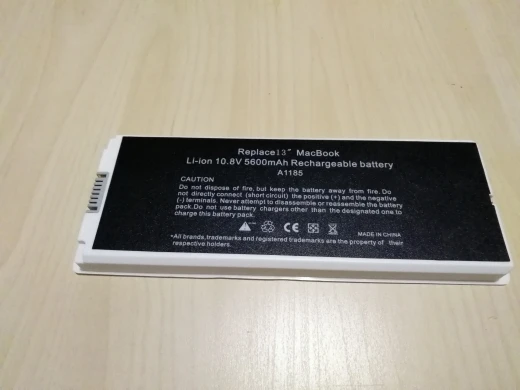 Replace13″ MacBook
Li-ion 10.8V 5600mAh Rechargeable battery
A1185
CAUTION
Do not dispose of fire, but keep the battery away from fire. Do
not directly connect (short circuit) the positive (+) and the negative
(-) terminals. Never attempt to disassemble or reassemble the battery
pack.Do not use battery chargers other than the designated one to
charge this battery pack.
CE
MADE IN CHINA
*All brands,trademarks and registered trademarks are the property of their
respective holders.